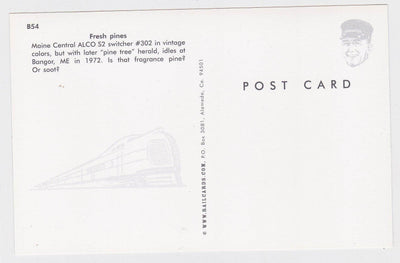 B54
Fresh pines
Maine Central ALCO S2 switcher #302 in vintage
colors, but with later "pine tree" herald, idles at
Bangor, ME in 1972. Is that fragrance pine?
Or soot?
© WWW.RAILCARDS.COM, P.O. Box 3081, Alameda, Ca. 94501
POST CARD